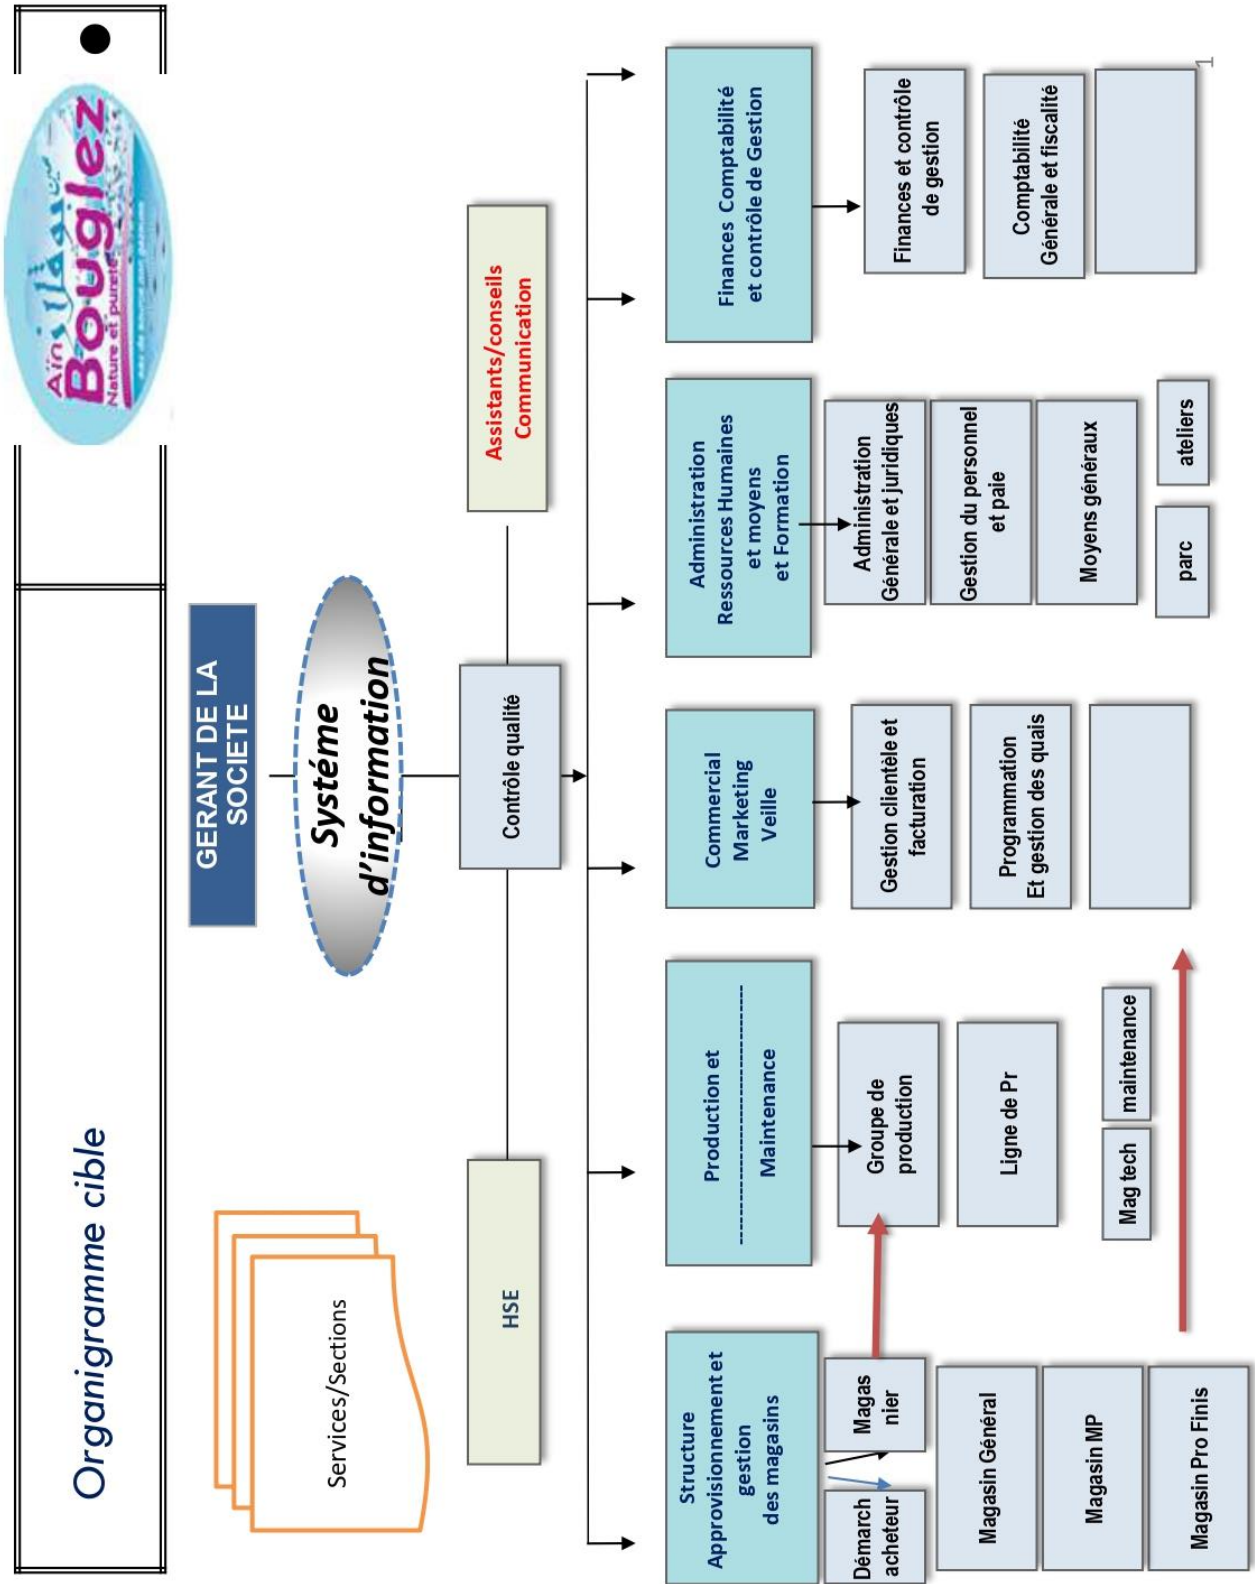 Organigramme cible
Aïn
Bouglez
Nature et pureté
GERANT DE LA
SOCIETE
Systéme
d'information
Services/Sections
HSE
Contrôle qualité
Assistants/conseils
Communication
Structure
Approvisionnement et
gestion
des magasins
Production et
Maintenance
Commercial
Marketing
Veille
Administration
Ressources Humaines
et moyens
et Formation
Finances Comptabilité
et contrôle de Gestion
Démarch
acheteur
Magas
nier
Magasin Général
Magasin MP
Magasin Pro Finis
Groupe de
production
Ligne de Pr
Mag tech
maintenance
Gestion clientèle et
facturation
Programmation
Et gestion des quais
Administration
Générale et juridiques
Gestion du personnel
et paie
Moyens généraux
parc
ateliers
Finances et contrôle
de gestion
Comptabilité
Générale et fiscalité
1